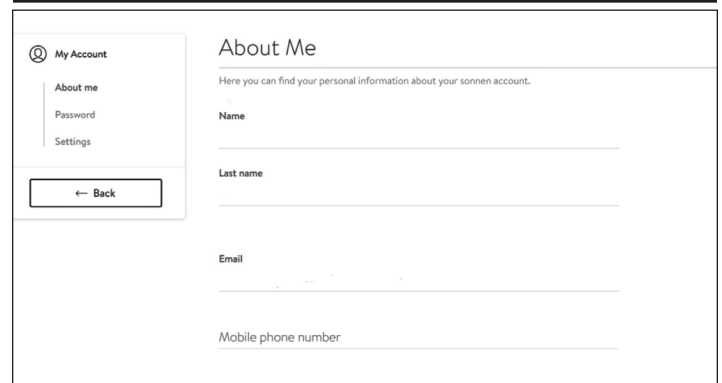 My Account
About me
Password
Settings
← Back
About Me
Here you can find your personal information about your sonnen account.
Name
Last name
Email
Mobile phone number